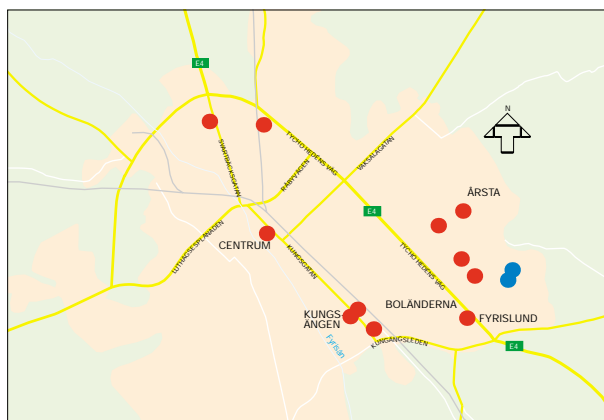 E4
N
SVARTBÄCKSGATAN
TYCHO HEDENS VÄG
VAKSALAGATAN
RÅBYVÄGEN
ÅRSTA
E4
LUTHAGSESPLANADEN
CENTRUM
KUNGSGATAN
TYCHO HEDENS VÄG
BOLÄNDERNA
KUNGS-
ÄNGEN
FYRISLUND
Fyrisån
KUNGÄNGSLEDEN
E4